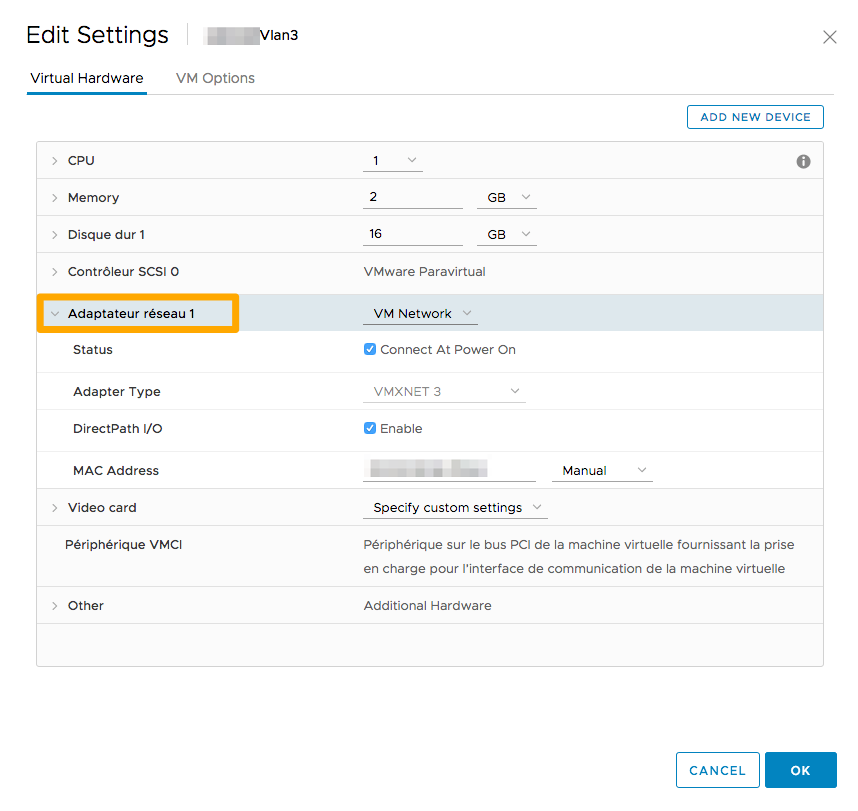 Edit Settings Vlan3
Virtual Hardware VM Options
ADD NEW DEVICE
CPU 1
Memory 2 GB
Disque dur 1 16 GB
Contrôleur SCSI 0 VMware Paravirtual
Adaptateur réseau 1 VM Network
Status Connect At Power On
Adapter Type VMXNET 3
DirectPath I/O Enable
MAC Address Manual
Video card Specify custom settings
Périphérique VMCI Périphérique sur le bus PCI de la machine virtuelle fournissant la prise
en charge pour l'interface de communication de la machine virtuelle
Other Additional Hardware
CANCEL OK